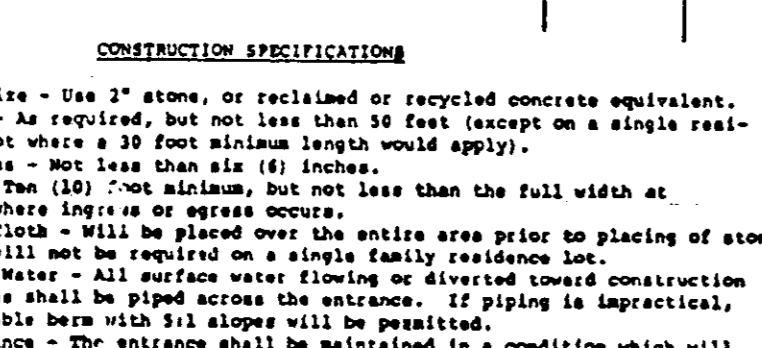 CONSTRUCTION SPECIFICATIONS
ize - Use 2" stone, or reclaimed or recycled concrete equivalent.
- As required, but not less than 50 feet (except on a single resi-
ot where a 30 foot minimum length would apply).
ss - Not less than six (6) inches.
Ten (10) foot minimum, but not less than the full width at
where ingress or egress occurs.
Cloth - Will be placed over the entire area prior to placing of ston
will not be required on a single family residence lot.
Water - All surface water flowing or diverted toward construction
s shall be piped across the entrance. If piping is impractical,
ble berm with 5:1 slopes will be permitted.
nce - The entrance shall be maintained in a condition which will